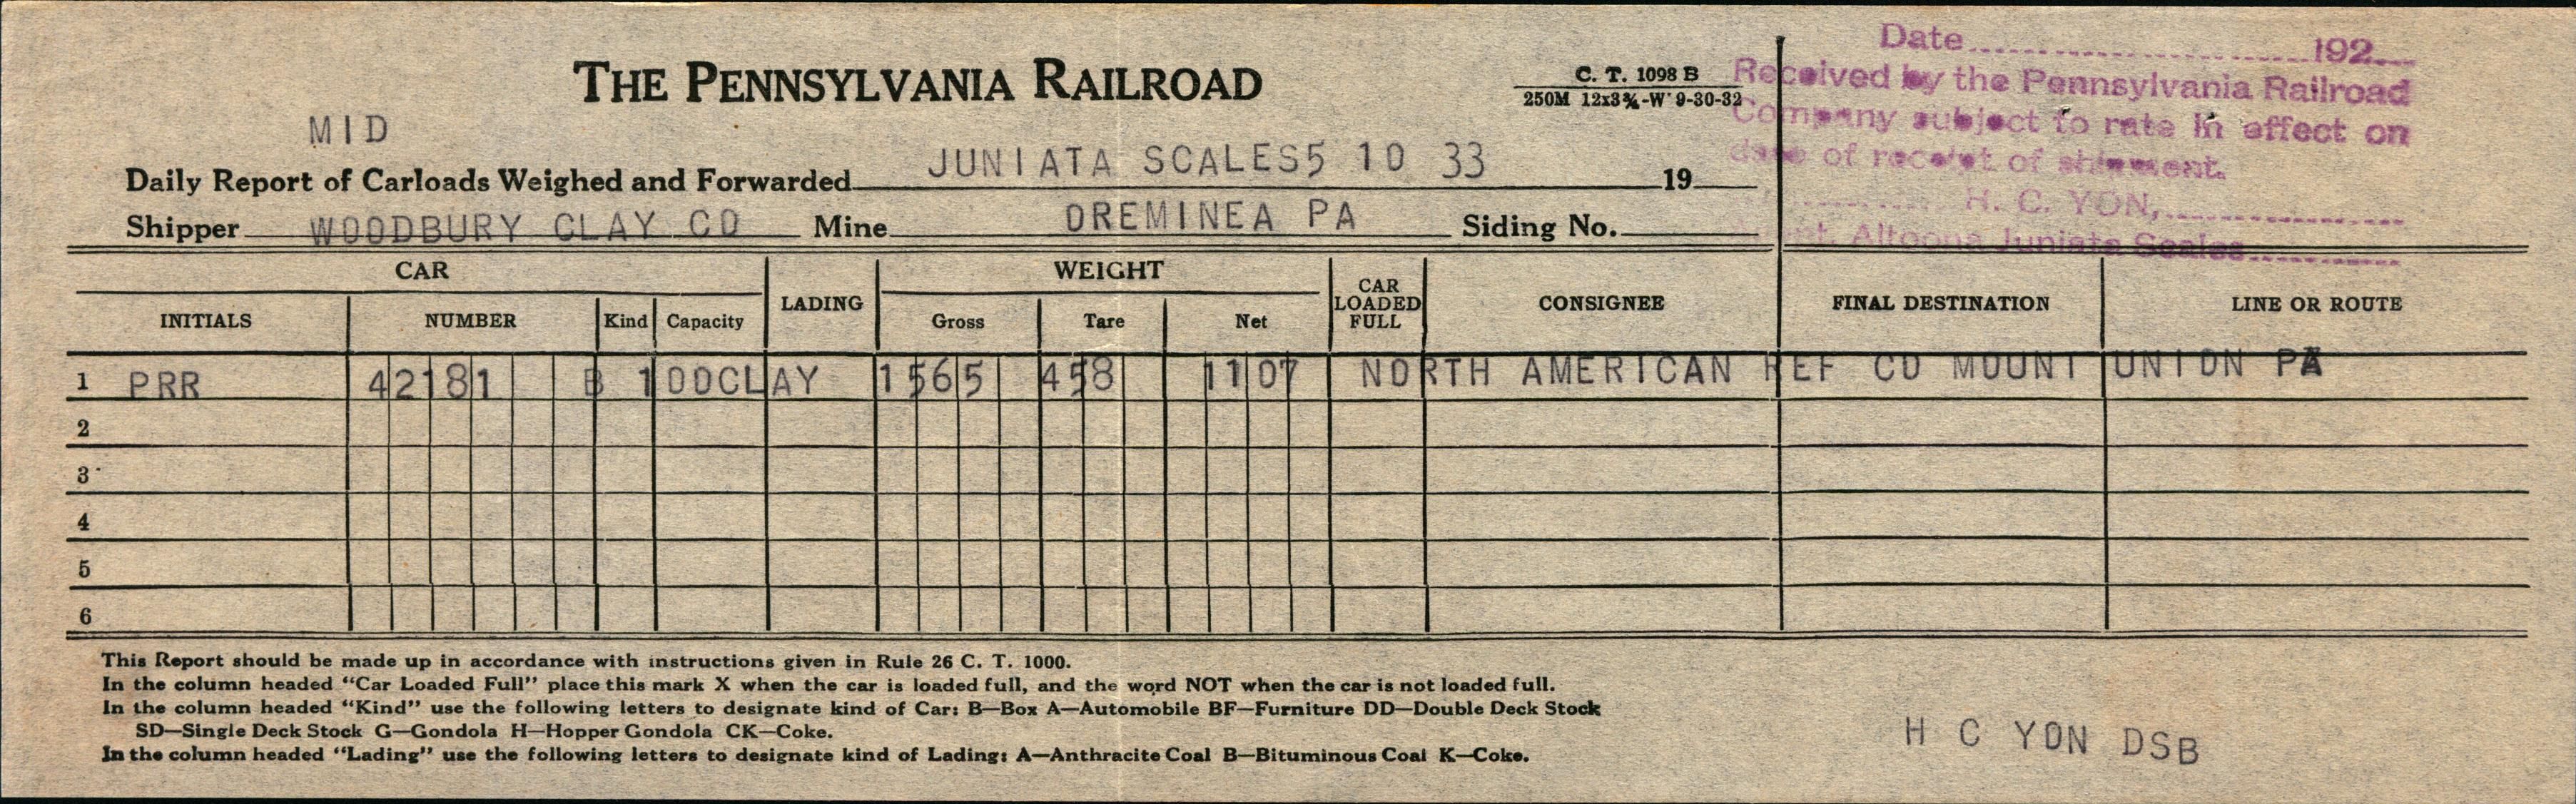 THE PENNSYLVANIA RAILROAD
C. T. 1098 B
250M 12x3¾-W 9-30-32
Date 192
Received by the Pennsylvania Railroad
Company subject to rate in effect on
date of receipt of shipment.
H. C. YON,
Altoona Juniata Scales
MID
Daily Report of Carloads Weighed and Forwarded JUNIATA SCALES5 10 33 19
Shipper WOODBURY CLAY CO Mine OREMINEA PA Siding No.
CAR LADING WEIGHT CAR LOADED FULL CONSIGNEE FINAL DESTINATION LINE OR ROUTE
INITIALS NUMBER Kind Capacity Gross Tare Net
1 PRR 42181 B 100CLAY 1565 458 1107 NORTH AMERICAN REF CO MOUNT UNION PA
2
3
4
5
6
This Report should be made up in accordance with instructions given in Rule 26 C. T. 1000.
In the column headed "Car Loaded Full" place this mark X when the car is loaded full, and the word NOT when the car is not loaded full.
In the column headed "Kind" use the following letters to designate kind of Car: B—Box A—Automobile BF—Furniture DD—Double Deck Stock
SD—Single Deck Stock G—Gondola H—Hopper Gondola CK—Coke.
In the column headed "Lading" use the following letters to designate kind of Lading: A—Anthracite Coal B—Bituminous Coal K—Coke.
H C YON DSB